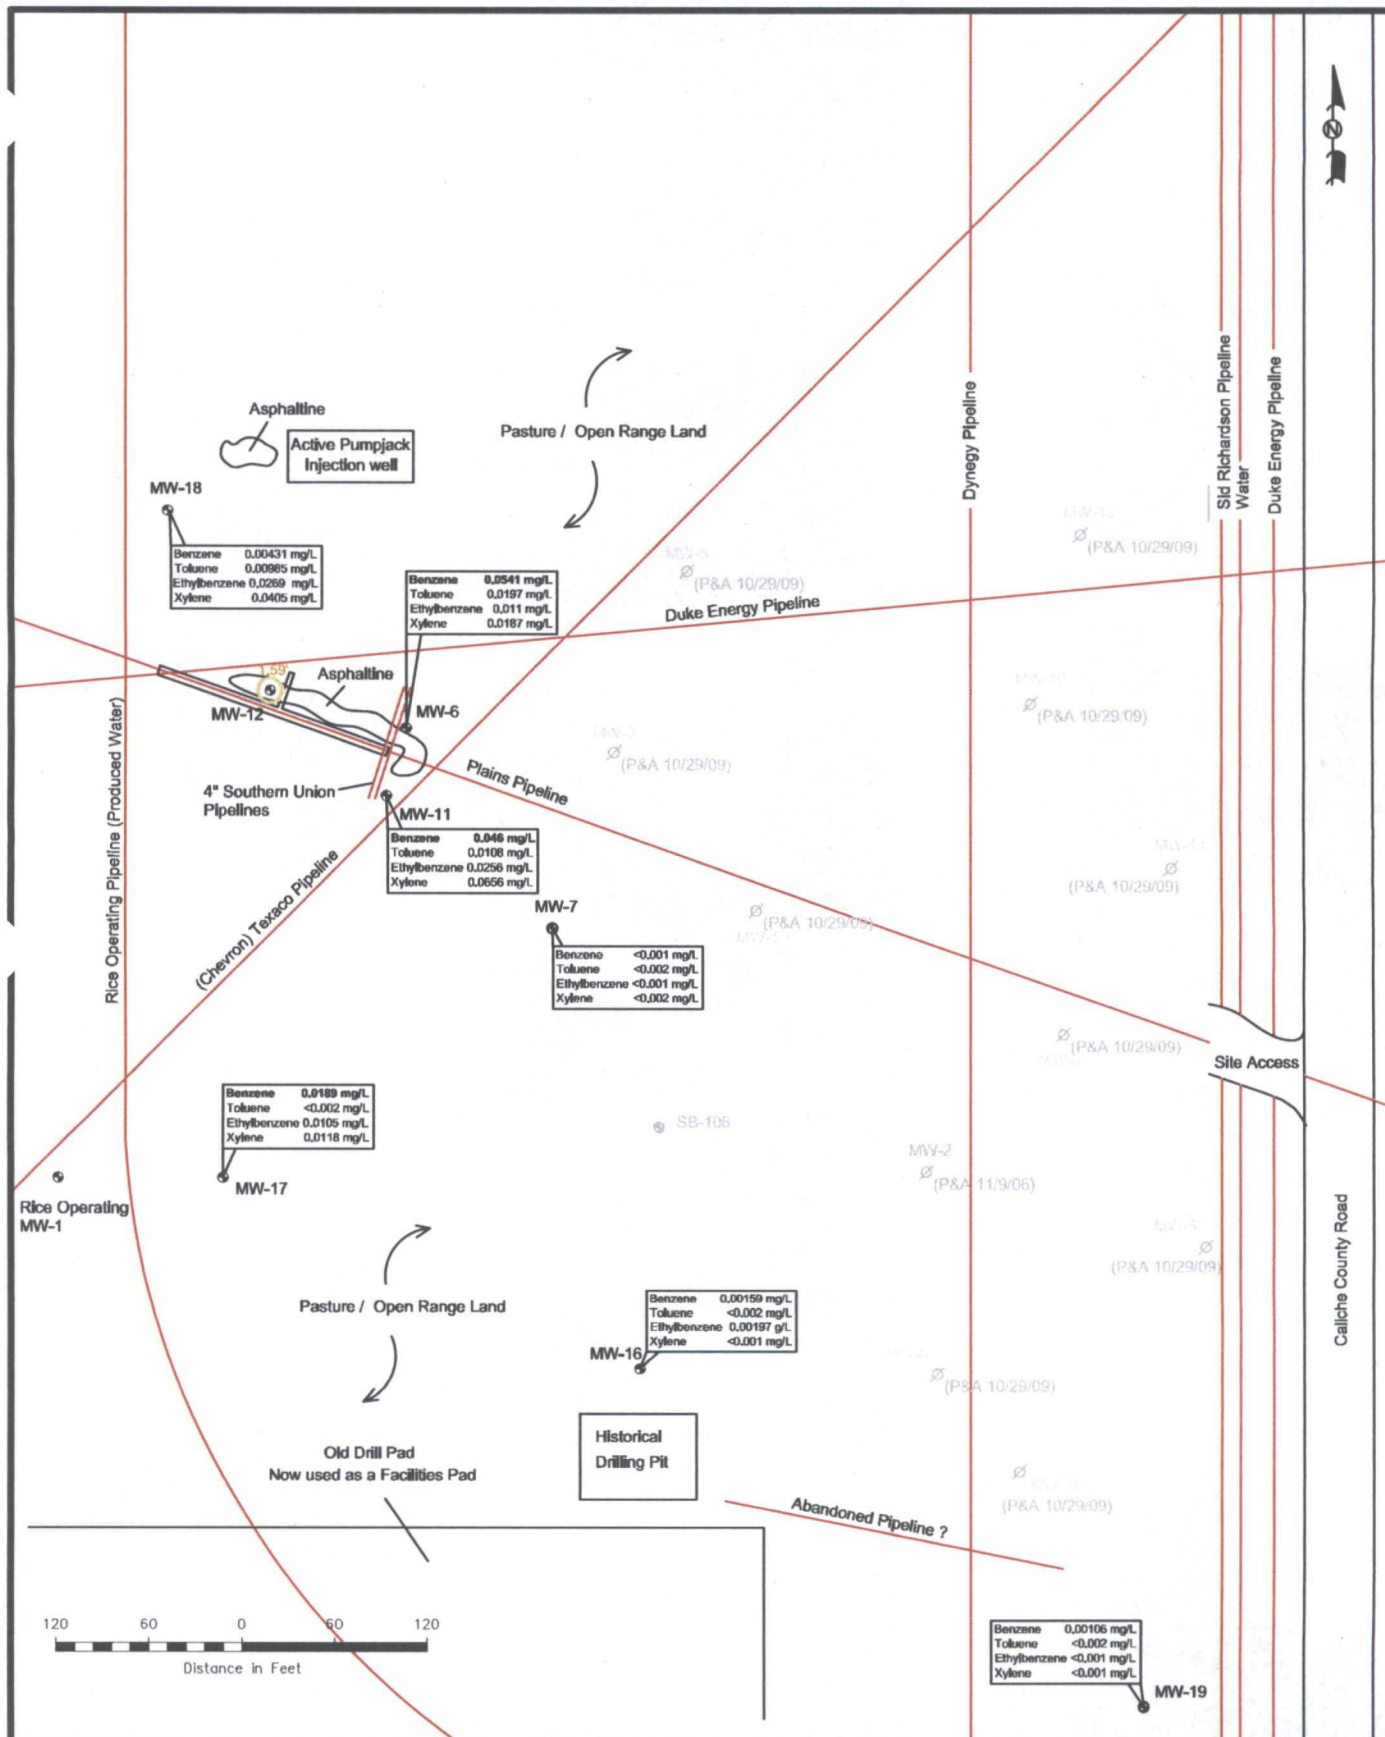 Asphaltine
Active Pumpjack
Injection well
Pasture / Open Range Land
MW-18
Benzene 0.00431 mg/L
Toluene 0.00985 mg/L
Ethylbenzene 0.0269 mg/L
Xylene 0.0405 mg/L
Benzene 0.0541 mg/L
Toluene 0.0197 mg/L
Ethylbenzene 0.011 mg/L
Xylene 0.0187 mg/L
MW-6
Dynegy Pipeline
Sid Richardson Pipeline
Water
Duke Energy Pipeline
N
(P&A 10/29/09)
(P&A 10/29/09)
Duke Energy Pipeline
1.59'
Asphaltine
MW-12
(P&A 10/29/09)
(P&A 10/29/09)
4" Southern Union
Pipelines
Plains Pipeline
MW-11
Benzene 0.046 mg/L
Toluene 0.0108 mg/L
Ethylbenzene 0.0256 mg/L
Xylene 0.0656 mg/L
Rice Operating Pipeline (Produced Water)
(Chevron) Texaco Pipeline
(P&A 10/29/09)
MW-7
(P&A 10/29/09)
Benzene <0.001 mg/L
Toluene <0.002 mg/L
Ethylbenzene <0.001 mg/L
Xylene <0.002 mg/L
(P&A 10/29/09)
Site Access
Benzene 0.0189 mg/L
Toluene <0.002 mg/L
Ethylbenzene 0.0105 mg/L
Xylene 0.0118 mg/L
MW-17
SB-106
MW-2
(P&A 11/9/06)
Rice Operating
MW-1
(P&A 10/29/09)
Caliche County Road
Pasture / Open Range Land
Benzene 0.00159 mg/L
Toluene <0.002 mg/L
Ethylbenzene 0.00197 g/L
Xylene <0.001 mg/L
MW-16
(P&A 10/29/09)
Historical
Drilling Pit
Old Drill Pad
Now used as a Facilities Pad
(P&A 10/29/09)
Abandoned Pipeline ?
120 60 0 60 120
Distance in Feet
Benzene 0.00106 mg/L
Toluene <0.002 mg/L
Ethylbenzene <0.001 mg/L
Xylene <0.001 mg/L
MW-19